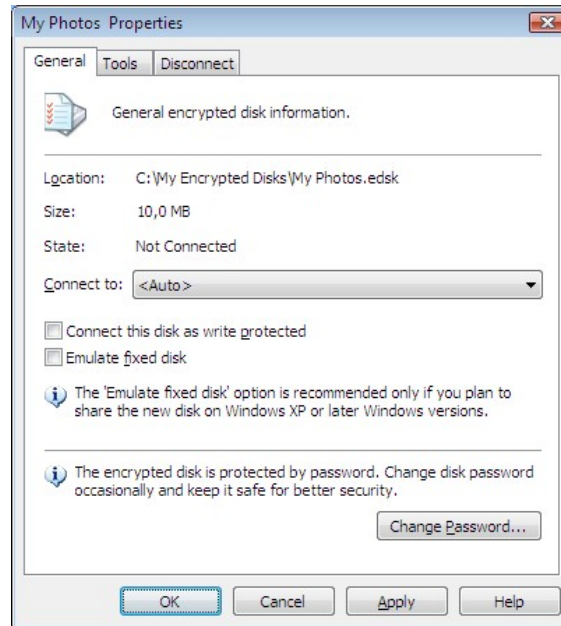 My Photos  Properties
General Tools Disconnect
General encrypted disk information.
Location: C:\My Encrypted Disks\My Photos.edsk
Size: 10,0 MB
State: Not Connected
Connect to: <Auto>
Connect this disk as write protected
Emulate fixed disk
The 'Emulate fixed disk' option is recommended only if you plan to
share the new disk on Windows XP or later Windows versions.
The encrypted disk is protected by password. Change disk password
occasionally and keep it safe for better security.
Change Password...
OK Cancel Apply Help